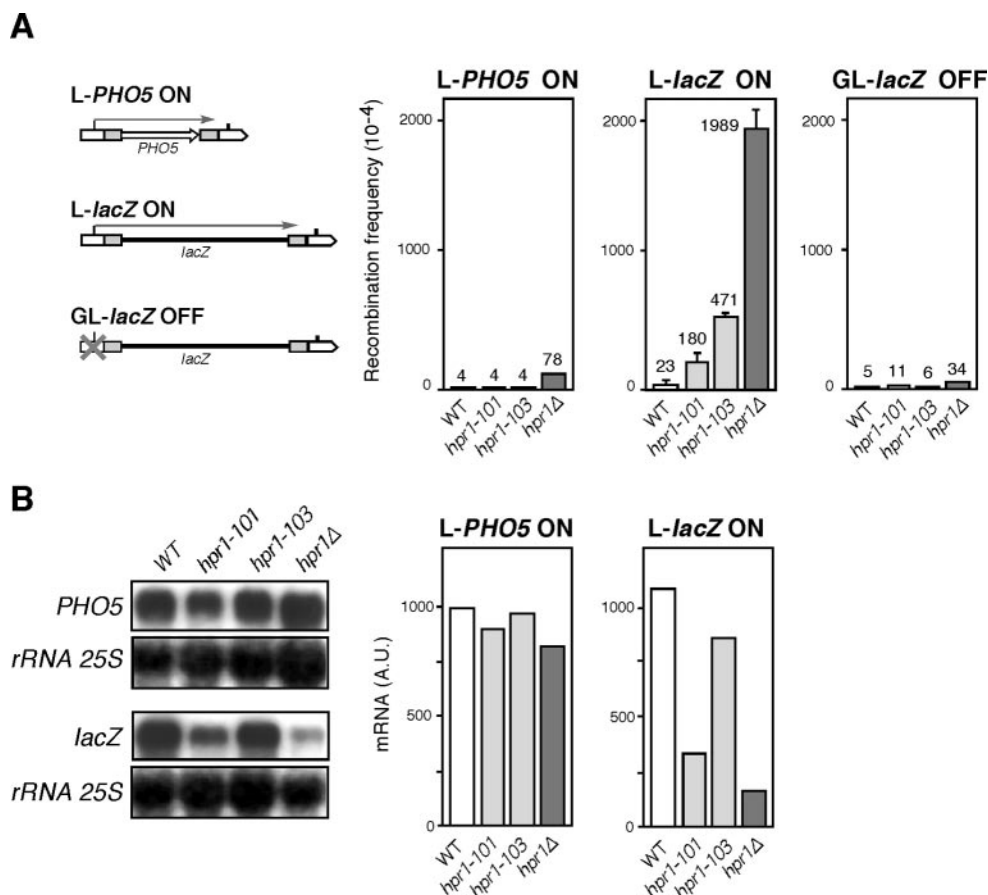 A
L-PHO5 ON
PHO5
L-lacZ ON
lacZ
GL-lacZ OFF
lacZ
L-PHO5 ON
L-lacZ ON
GL-lacZ OFF
Recombination frequency (10-4)
2000
1000
0
4
4
4
78
WT
hpr1-101
hpr1-103
hpr1Δ
2000
1000
0
23
180
471
1989
WT
hpr1-101
hpr1-103
hpr1Δ
2000
1000
0
5
11
6
34
WT
hpr1-101
hpr1-103
hpr1Δ
B
WT
hpr1-101
hpr1-103
hpr1Δ
PHO5
rRNA 25S
lacZ
rRNA 25S
L-PHO5 ON
L-lacZ ON
mRNA (A.U.)
1000
500
0
WT
hpr1-101
hpr1-103
hpr1Δ
1000
500
0
WT
hpr1-101
hpr1-103
hpr1Δ